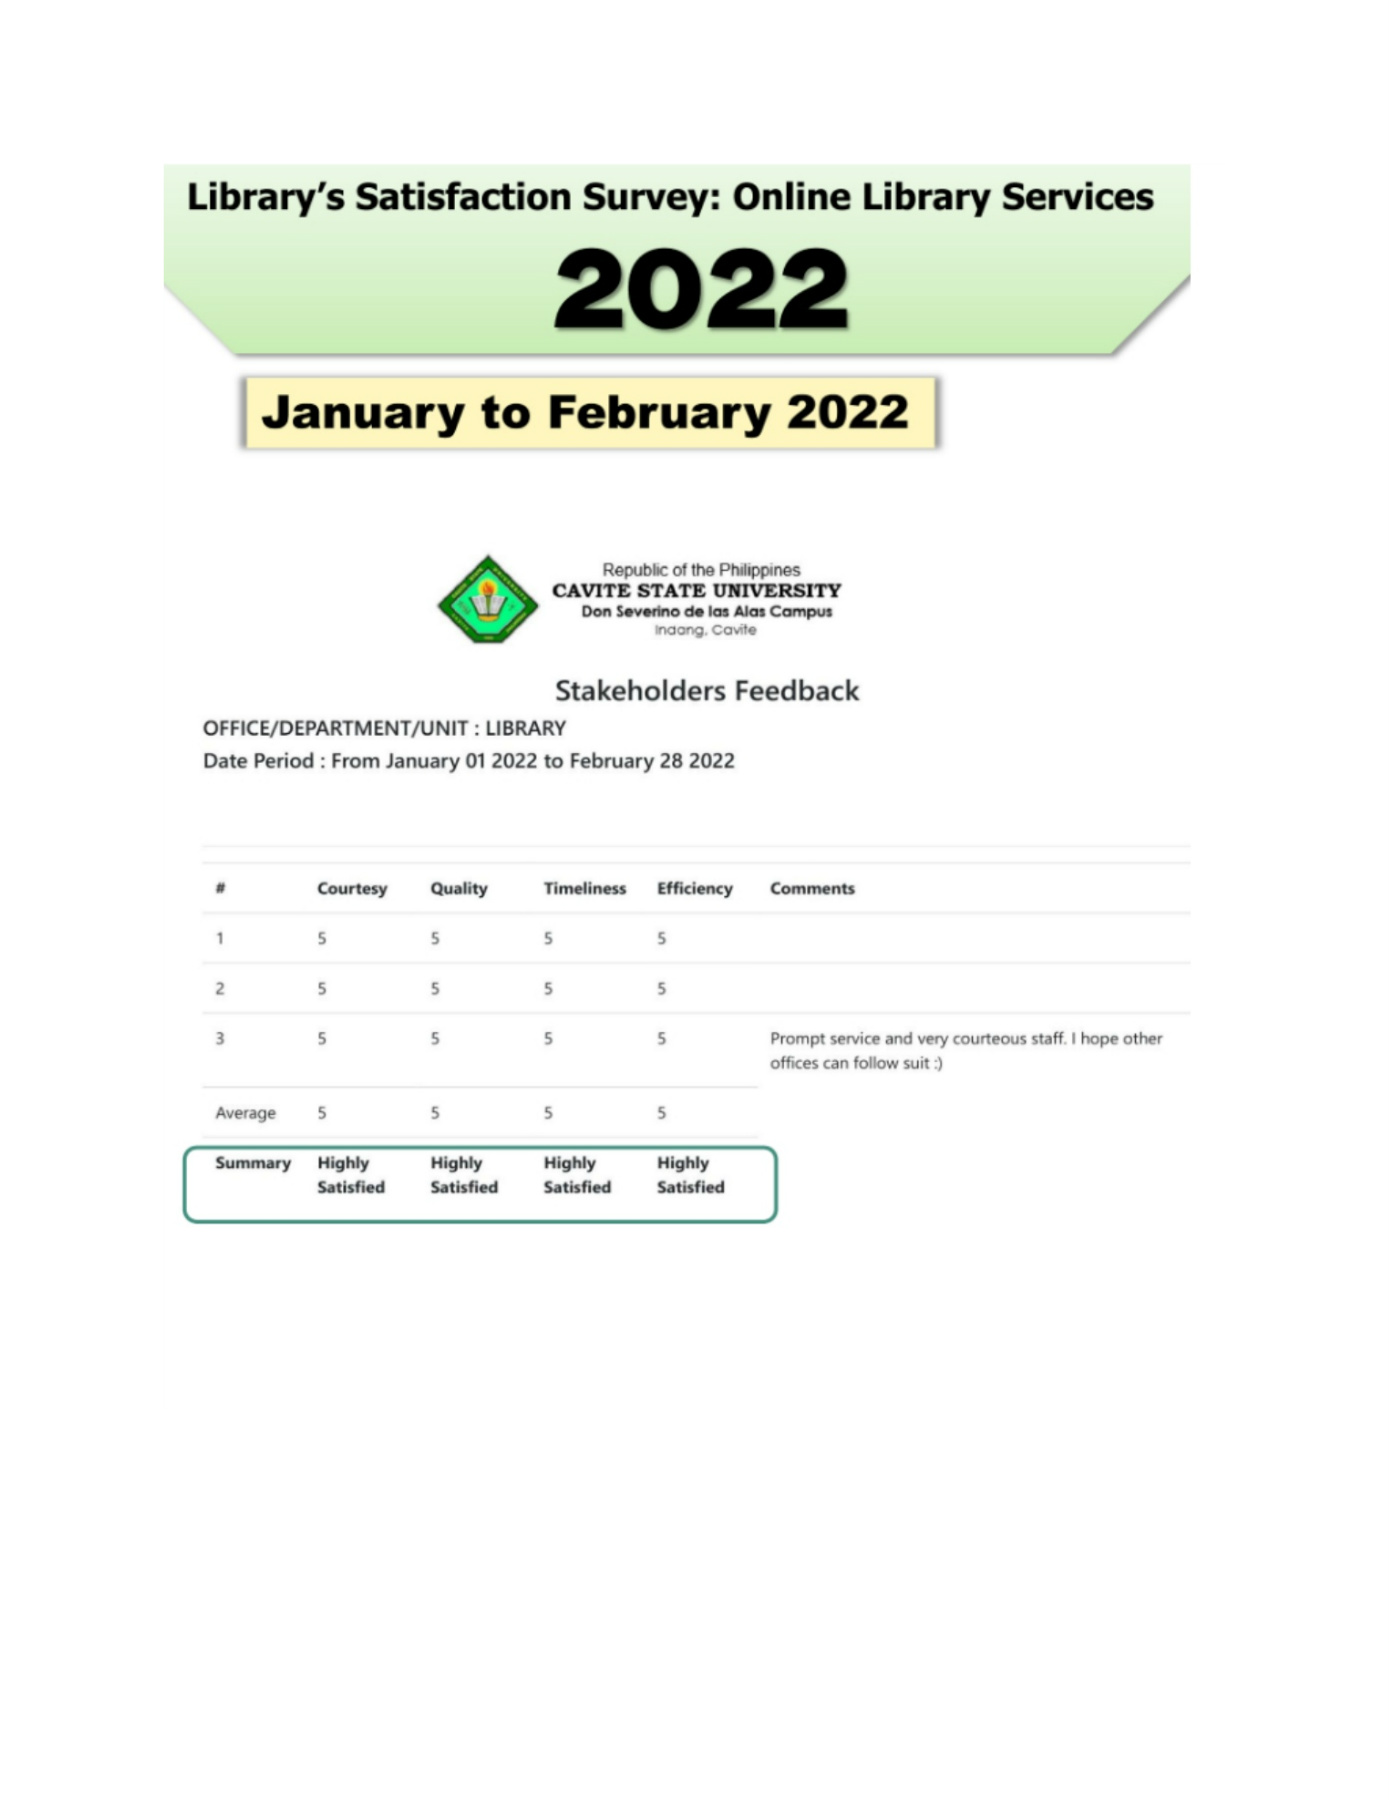 Library’s Satisfaction Survey: Online Library Services
2022
January to February 2022
Republic of the Philippines
CAVITE STATE UNIVERSITY
Don Severino de las Alas Campus
Indang, Cavite
Stakeholders Feedback
OFFICE/DEPARTMENT/UNIT : LIBRARY
Date Period : From January 01 2022 to February 28 2022
# Courtesy Quality Timeliness Efficiency Comments
1 5 5 5 5
2 5 5 5 5
3 5 5 5 5 Prompt service and very courteous staff. I hope other
offices can follow suit :)
Average 5 5 5 5
Summary Highly Highly Highly Highly
Satisfied Satisfied Satisfied Satisfied